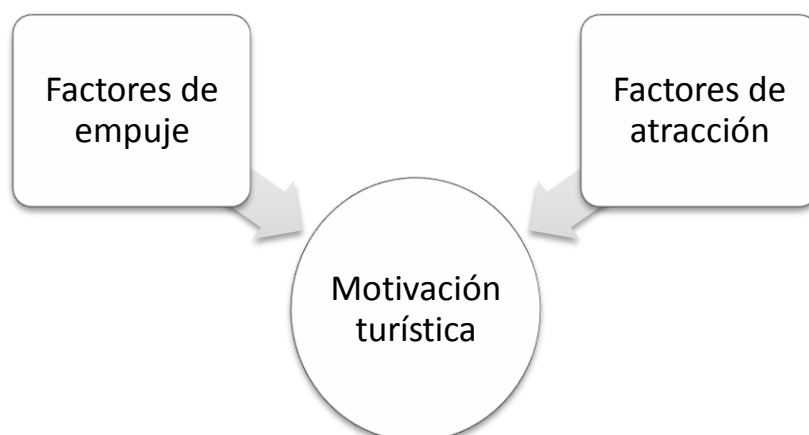 Factores de
empuje
Factores de
atracción
Motivación
turística